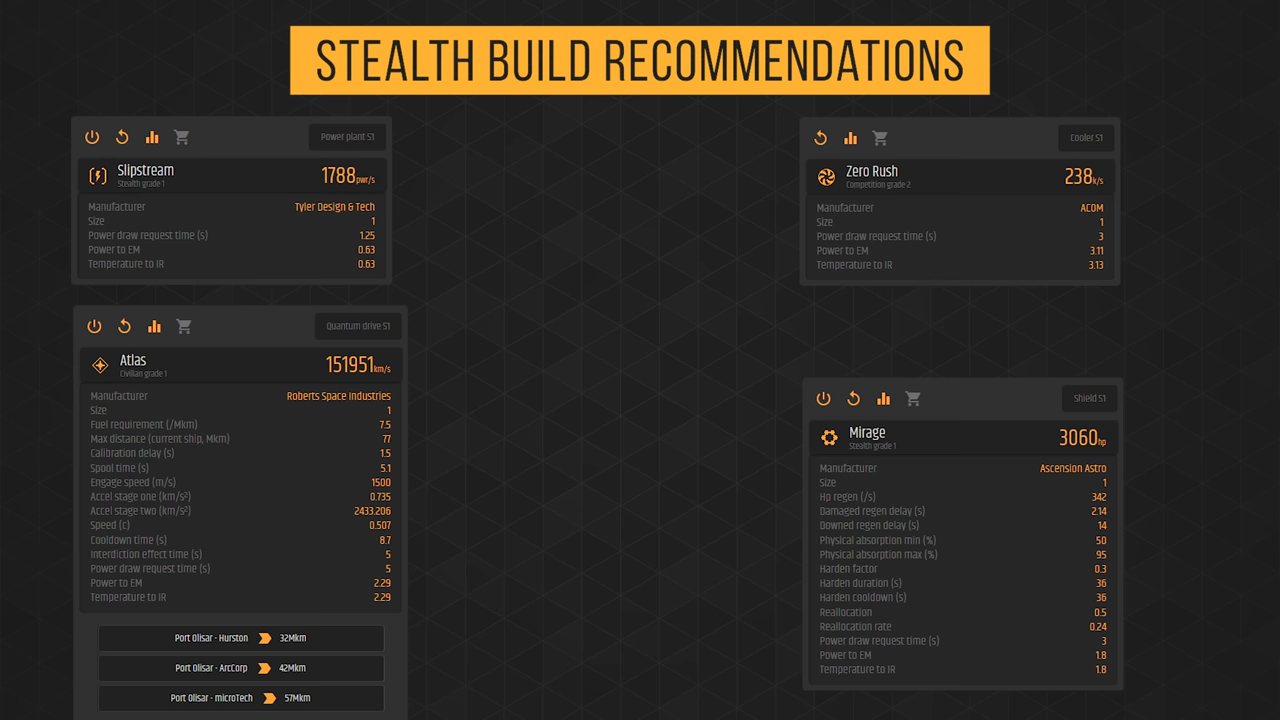 STEALTH BUILD RECOMMENDATIONS
Power plant S1
Slipstream 1788pwr/s
Stealth grade 1
Manufacturer Tyler Design & Tech
Size 1
Power draw request time (s) 1.25
Power to EM 0.63
Temperature to IR 0.63
Quantum drive S1
Atlas 151951km/s
Civilian grade 1
Manufacturer Roberts Space Industries
Size 1
Fuel requirement (/Mkm) 7.5
Max distance (current ship, Mkm) 77
Calibration delay (s) 1.5
Spool time (s) 5.1
Engage speed (m/s) 1500
Accel stage one (km/s²) 0.735
Accel stage two (km/s²) 2433.206
Speed (c) 0.507
Cooldown time (s) 8.7
Interdiction effect time (s) 5
Power draw request time (s) 5
Power to EM 2.29
Temperature to IR 2.29
Port Olisar - Hurston 32Mkm
Port Olisar - ArcCorp 42Mkm
Port Olisar - microTech 57Mkm
Cooler S1
Zero Rush 238k/s
Competition grade 2
Manufacturer ACOM
Size 1
Power draw request time (s) 3
Power to EM 3.11
Temperature to IR 3.13
Shield S1
Mirage 3060hp
Stealth grade 1
Manufacturer Ascension Astro
Size 1
Hp regen (/s) 342
Damaged regen delay (s) 2.14
Downed regen delay (s) 14
Physical absorption min (%) 50
Physical absorption max (%) 95
Harden factor 0.3
Harden duration (s) 36
Harden cooldown (s) 36
Reallocation 0.5
Reallocation rate 0.24
Power draw request time (s) 3
Power to EM 1.8
Temperature to IR 1.8